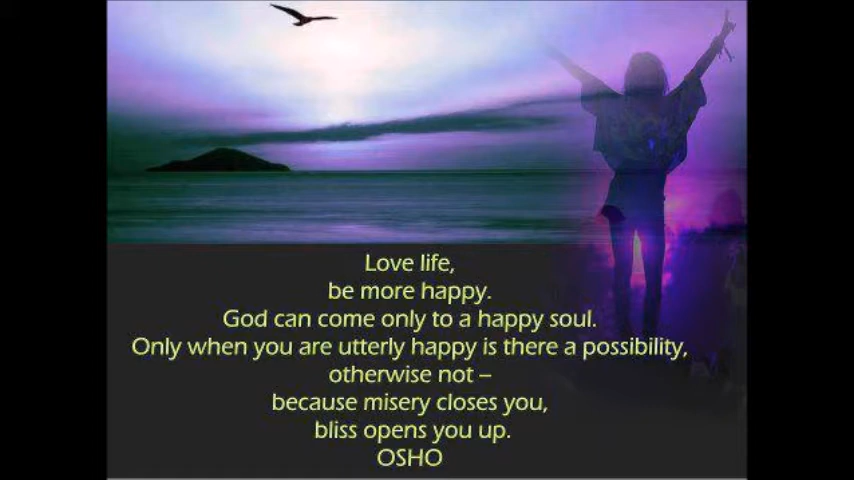 Love life,
be more happy.
God can come only to a happy soul.
Only when you are utterly happy is there a possibility,
otherwise not –
because misery closes you,
bliss opens you up.
OSHO